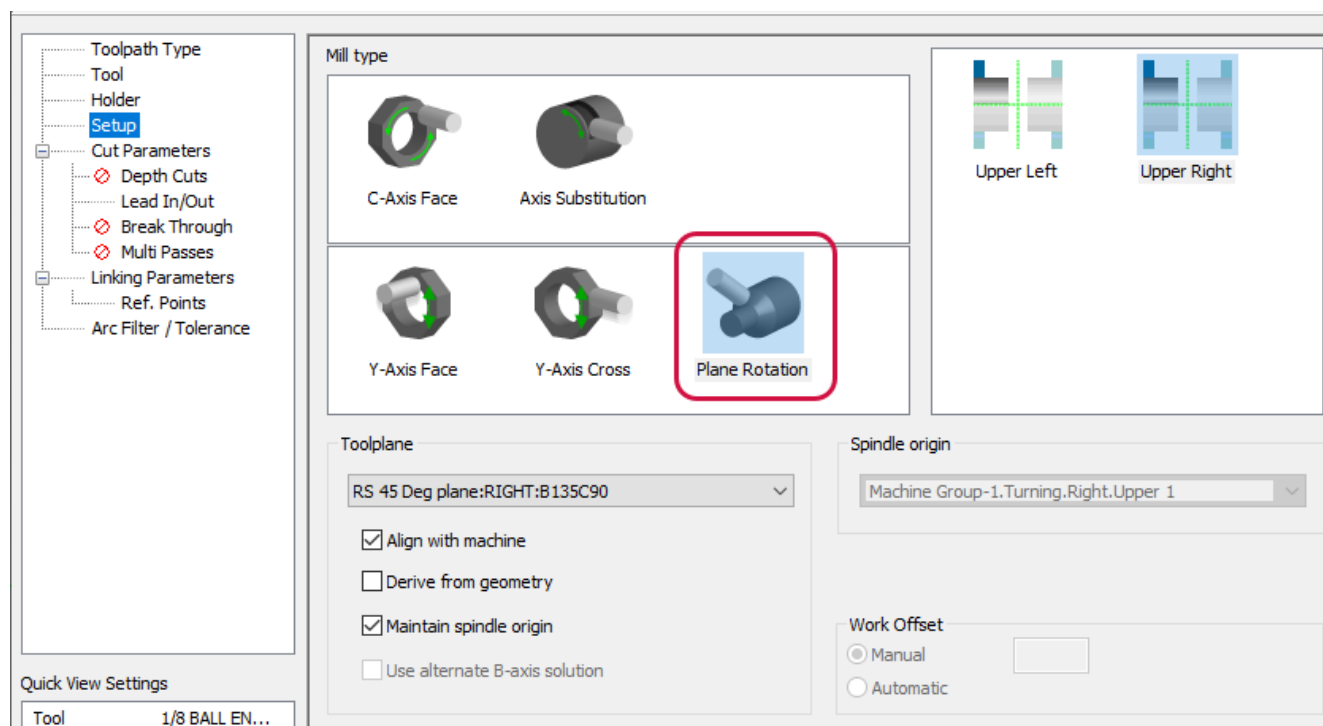 Toolpath Type
Tool
Holder
Setup
Cut Parameters
Depth Cuts
Lead In/Out
Break Through
Multi Passes
Linking Parameters
Ref. Points
Arc Filter / Tolerance
Quick View Settings
Tool 1/8 BALL EN...
Mill type
C-Axis Face Axis Substitution
Y-Axis Face Y-Axis Cross Plane Rotation
Upper Left Upper Right
Toolplane
RS 45 Deg plane:RIGHT:B135C90
Align with machine
Derive from geometry
Maintain spindle origin
Use alternate B-axis solution
Spindle origin
Machine Group-1.Turning.Right.Upper 1
Work Offset
Manual
Automatic